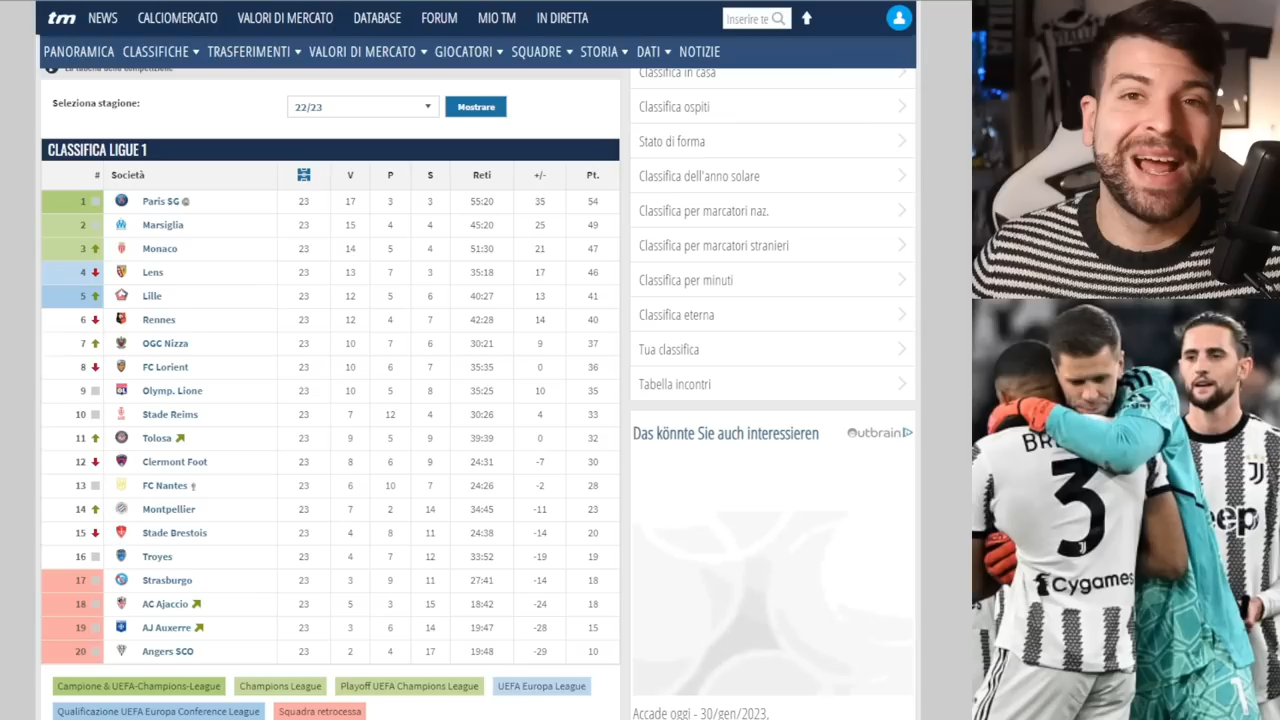 tm NEWS CALCIOMERCATO VALORI DI MERCATO DATABASE FORUM MIO TM IN DIRETTA Inserire te
PANORAMICA CLASSIFICHE TRASFERIMENTI VALORI DI MERCATO GIOCATORI SQUADRE STORIA DATI NOTIZIE
La tabella della competizione
Seleziona stagione: 22/23 Mostrare
CLASSIFICA LIGUE 1
# Società V P S Reti +/- Pt.
1 Paris SG 23 17 3 3 55:20 35 54
2 Marsiglia 23 15 4 4 45:20 25 49
3 Monaco 23 14 5 4 51:30 21 47
4 Lens 23 13 7 3 35:18 17 46
5 Lille 23 12 5 6 40:27 13 41
6 Rennes 23 12 4 7 42:28 14 40
7 OGC Nizza 23 10 7 6 30:21 9 37
8 FC Lorient 23 10 6 7 35:35 0 36
9 Olymp. Lione 23 10 5 8 35:25 10 35
10 Stade Reims 23 7 12 4 30:26 4 33
11 Tolosa 23 9 5 9 39:39 0 32
12 Clermont Foot 23 8 6 9 24:31 -7 30
13 FC Nantes 23 6 10 7 24:26 -2 28
14 Montpellier 23 7 2 14 34:45 -11 23
15 Stade Brestois 23 4 8 11 24:38 -14 20
16 Troyes 23 4 7 12 33:52 -19 19
17 Strasburgo 23 3 9 11 27:41 -14 18
18 AC Ajaccio 23 5 3 15 18:42 -24 18
19 AJ Auxerre 23 3 6 14 19:47 -28 15
20 Angers SCO 23 2 4 17 19:48 -29 10
Campione & UEFA-Champions-League Champions League Playoff UEFA Champions League UEFA Europa League
Qualificazione UEFA Europa Conference League Squadra retrocessa
Classifica in casa
Classifica ospiti
Stato di forma
Classifica dell'anno solare
Classifica per marcatori naz.
Classifica per marcatori stranieri
Classifica per minuti
Classifica eterna
Tua classifica
Tabella incontri
Das könnte Sie auch interessieren outbrain
Accade oggi - 30/gen/2023,
BR
3
Cygames
eep